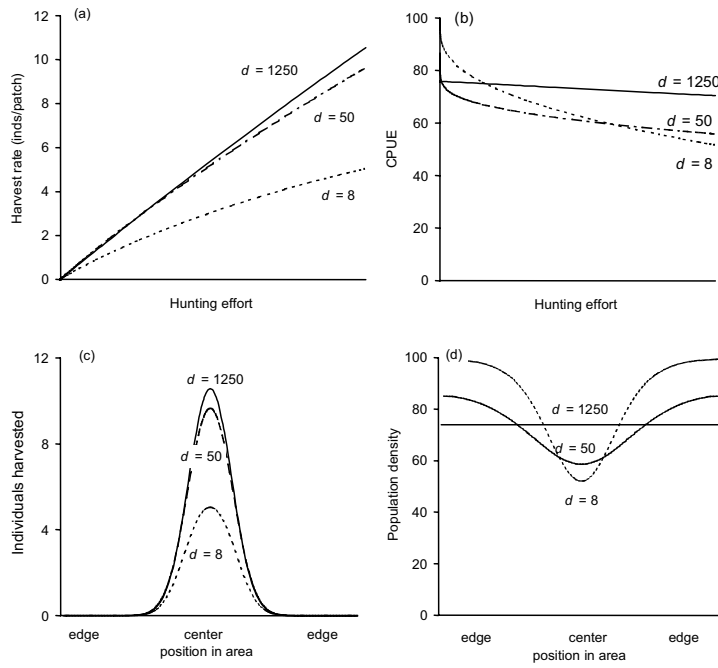 (a)
12
10
8
6
4
2
0
Harvest rate (inds/patch)
d = 1250
d = 50
d = 8
Hunting effort
(b)
100
80
60
40
20
0
CPUE
d = 1250
d = 50
d = 8
Hunting effort
(c)
12
8
4
0
Individuals harvested
d = 1250
d = 50
d = 8
edge center edge
position in area
(d)
100
80
60
40
20
0
Population density
d = 1250
d = 50
d = 8
edge center edge
position in area